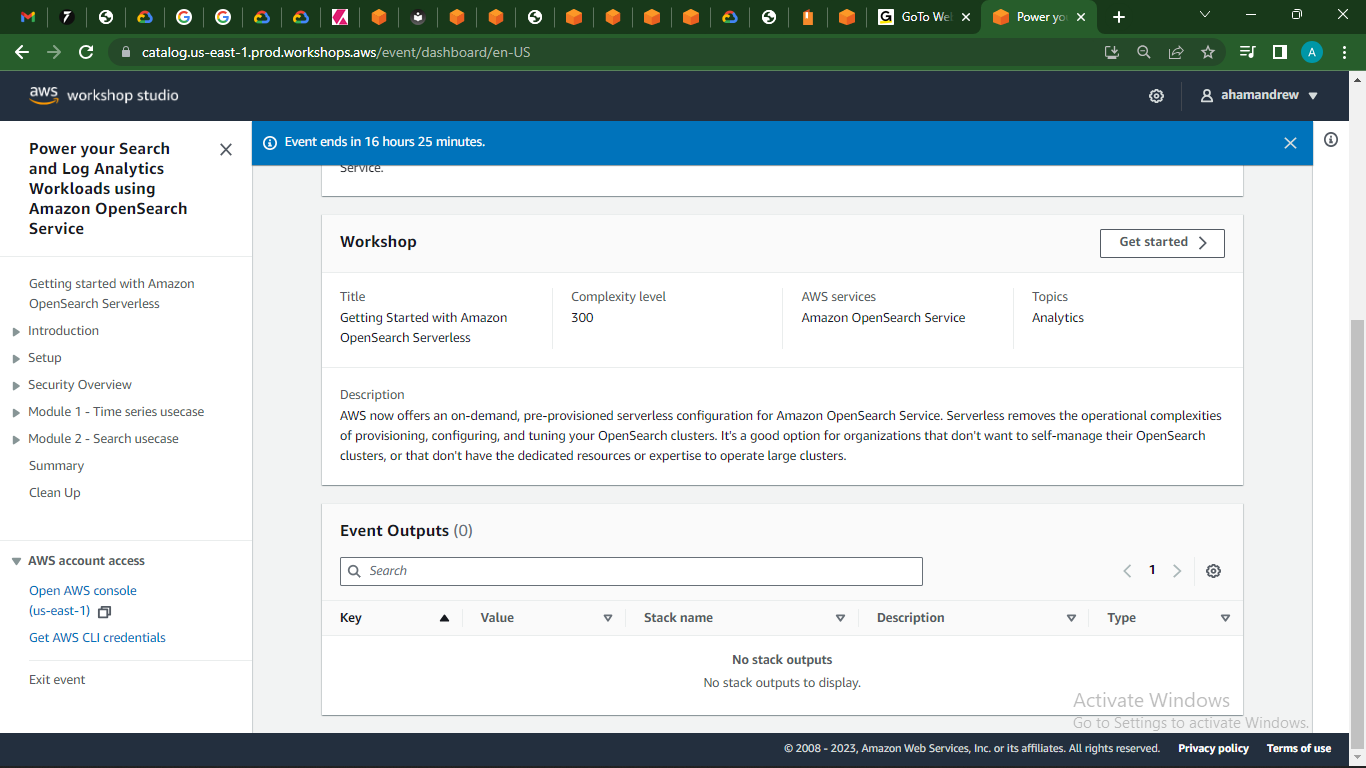 GoTo We
Power yo
catalog.us-east-1.prod.workshops.aws/event/dashboard/en-US
A
aws workshop studio
ahamandrew
Power your Search
and Log Analytics
Workloads using
Amazon OpenSearch
Service
Getting started with Amazon
OpenSearch Serverless
Introduction
Setup
Security Overview
Module 1 - Time series usecase
Module 2 - Search usecase
Summary
Clean Up
AWS account access
Open AWS console
(us-east-1)
Get AWS CLI credentials
Exit event
Event ends in 16 hours 25 minutes.
Service.
Workshop
Get started
Title
Getting Started with Amazon
OpenSearch Serverless
Complexity level
300
AWS services
Amazon OpenSearch Service
Topics
Analytics
Description
AWS now offers an on-demand, pre-provisioned serverless configuration for Amazon OpenSearch Service. Serverless removes the operational complexities
of provisioning, configuring, and tuning your OpenSearch clusters. It's a good option for organizations that don't want to self-manage their OpenSearch
clusters, or that don't have the dedicated resources or expertise to operate large clusters.
Event Outputs (0)
Search
1
Key Value Stack name Description Type
No stack outputs
No stack outputs to display.
Activate Windows
Go to Settings to activate Windows.
© 2008 - 2023, Amazon Web Services, Inc. or its affiliates. All rights reserved. Privacy policy Terms of use